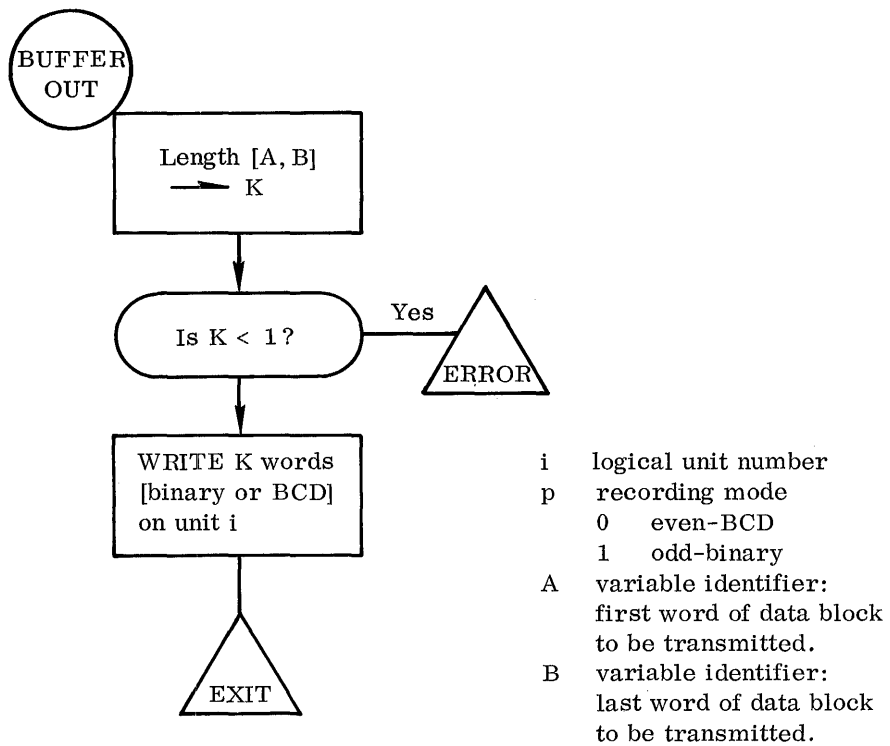 BUFFER
OUT
Length [A, B]
→ K
Is K < 1?
Yes
ERROR
WRITE K words
[binary or BCD]
on unit i
EXIT
i logical unit number
p recording mode
0 even-BCD
1 odd-binary
A variable identifier:
first word of data block
to be transmitted.
B variable identifier:
last word of data block
to be transmitted.